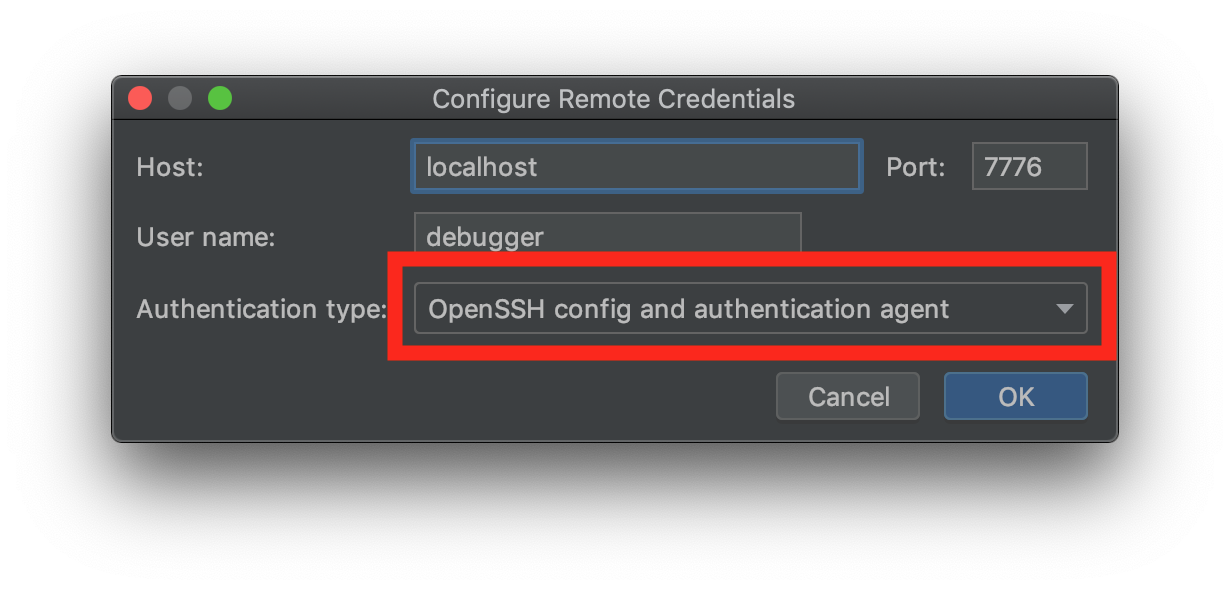 Configure Remote Credentials
Host: localhost Port: 7776
User name: debugger
Authentication type: OpenSSH config and authentication agent
Cancel OK